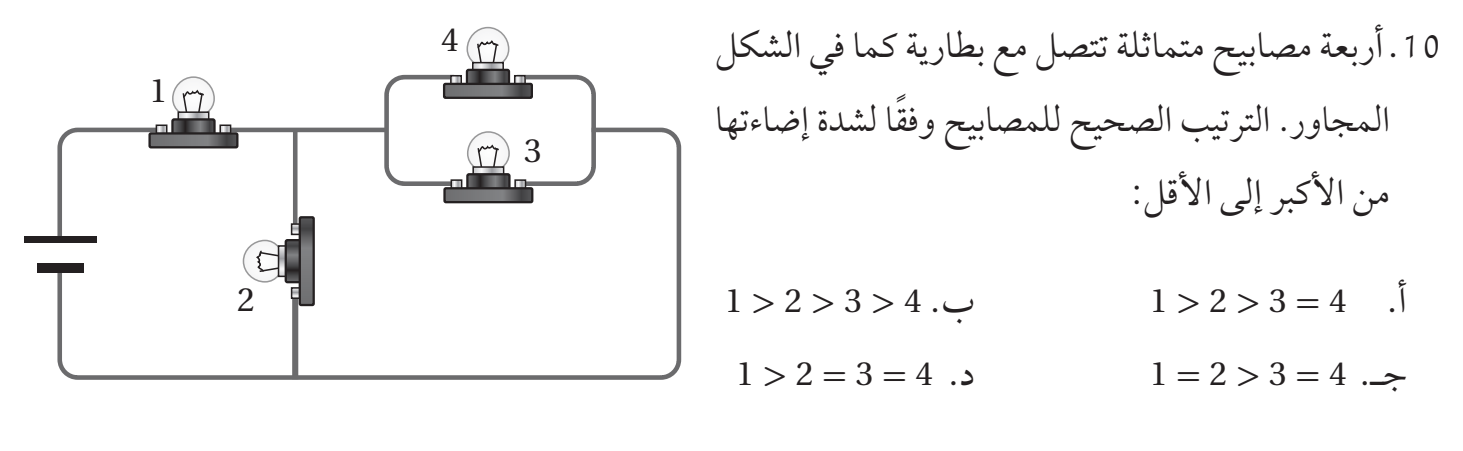 10. أربعة مصابيح متماثلة تتصل مع بطارية كما في الشكل
المجاور. الترتيب الصحيح للمصابيح وفقًا لشدة إضاءتها
من الأكبر إلى الأقل:
أ. 1 > 2 > 3 = 4
ب. 1 > 2 > 3 > 4
جـ. 1 = 2 > 3 = 4
د. 1 > 2 = 3 = 4
1
4
3
2